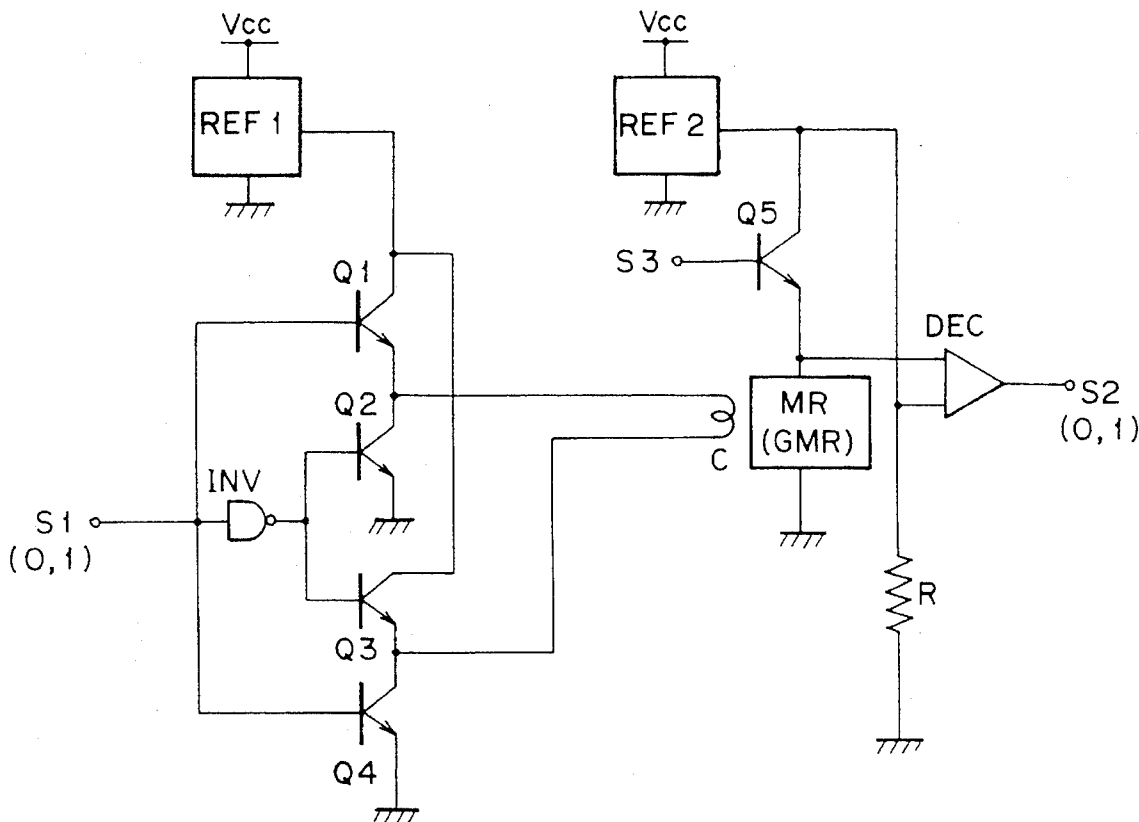 Vcc
REF 1
Vcc
REF 2
Q5
S3
Q1
DEC
Q2
MR
(GMR)
S2
(0,1)
C
INV
S1
(0,1)
R
Q3
Q4